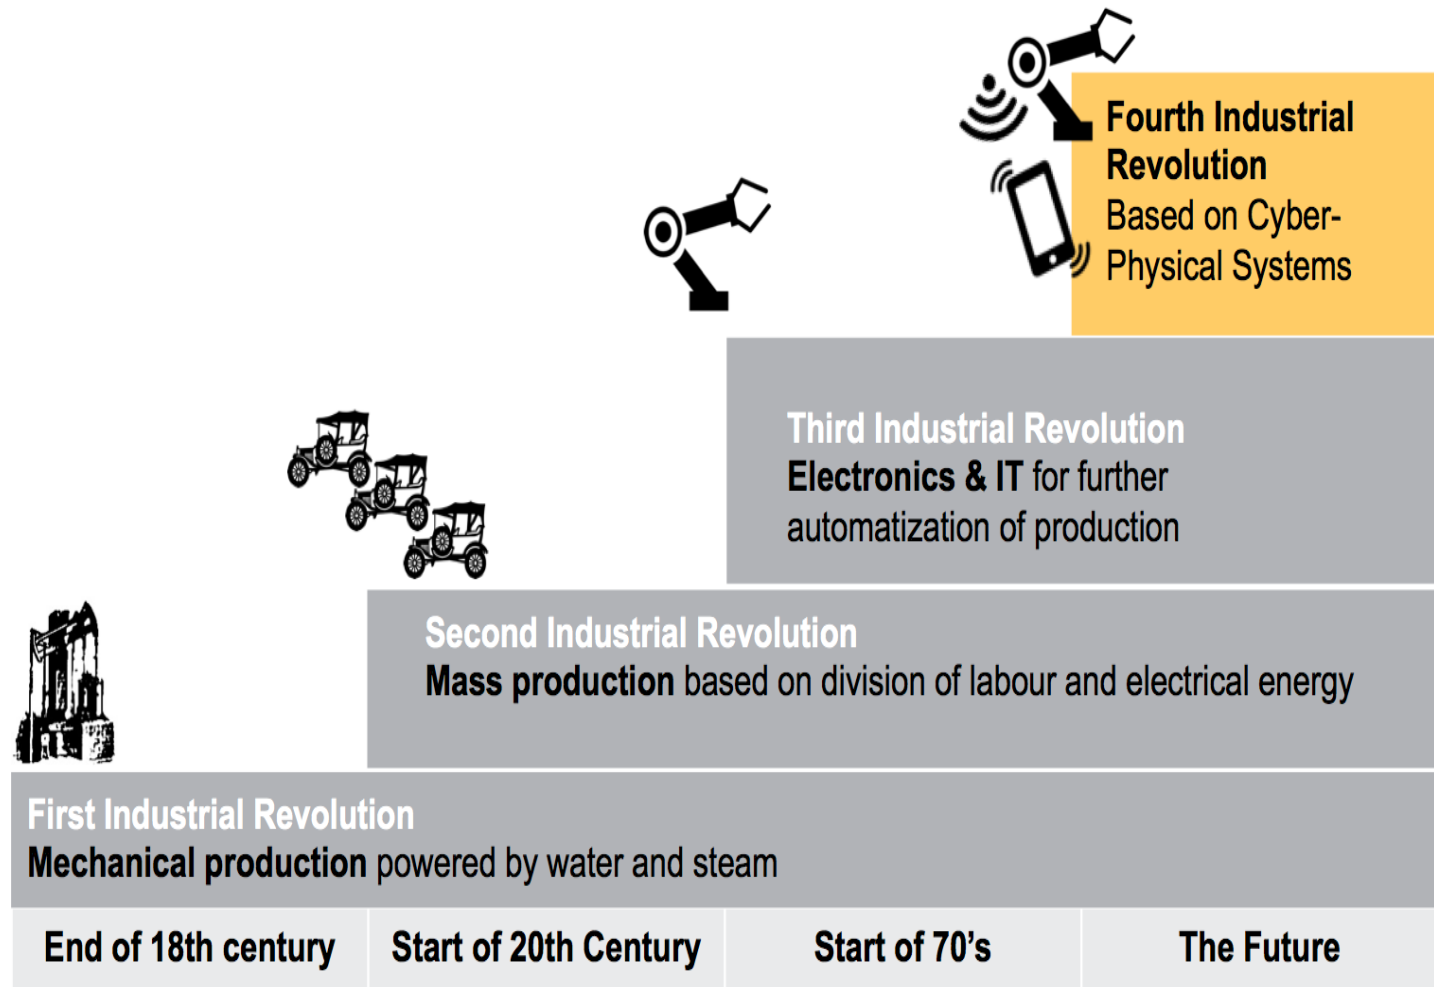 Fourth Industrial
Revolution
Based on Cyber-
Physical Systems
Third Industrial Revolution
Electronics & IT for further
automatization of production
Second Industrial Revolution
Mass production based on division of labour and electrical energy
First Industrial Revolution
Mechanical production powered by water and steam
End of 18th century
Start of 20th Century
Start of 70’s
The Future